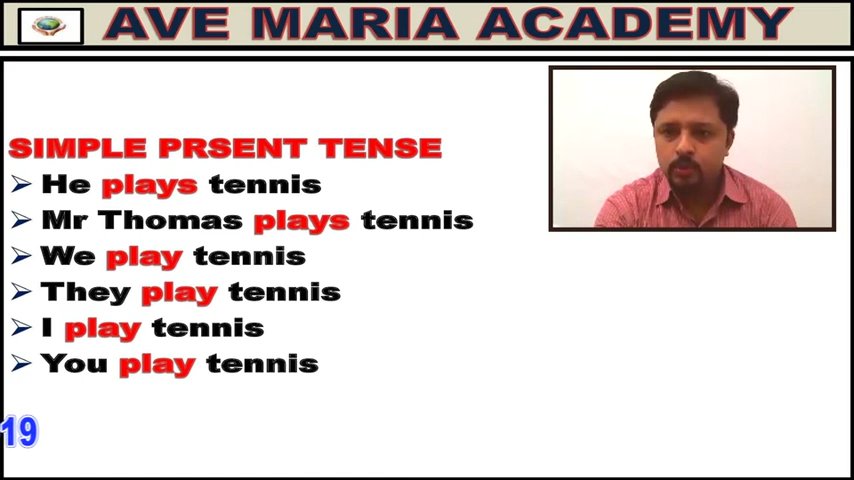 AVE MARIA ACADEMY
SIMPLE PRSENT TENSE
➢ He plays tennis
➢ Mr Thomas plays tennis
➢ We play tennis
➢ They play tennis
➢ I play tennis
➢ You play tennis
19